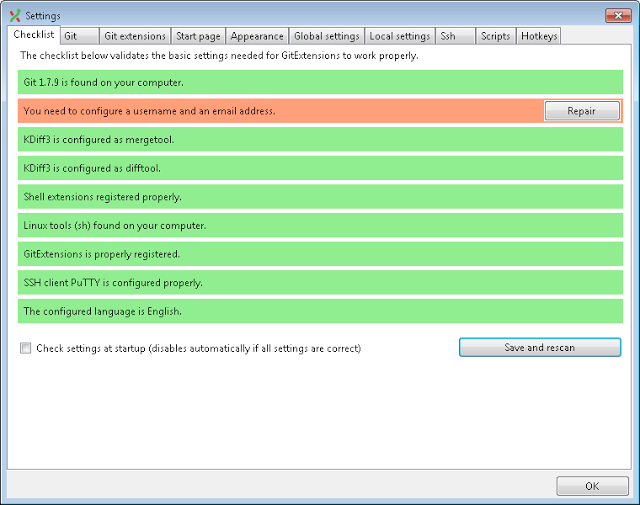 Settings
Checklist Git Git extensions Start page Appearance Global settings Local settings Ssh Scripts Hotkeys
The checklist below validates the basic settings needed for GitExtensions to work properly.
Git 1.7.9 is found on your computer.
You need to configure a username and an email address. Repair
KDiff3 is configured as mergetool.
KDiff3 is configured as difftool.
Shell extensions registered properly.
Linux tools (sh) found on your computer.
GitExtensions is properly registered.
SSH client PuTTY is configured properly.
The configured language is English.
Check settings at startup (disables automatically if all settings are correct) Save and rescan
OK